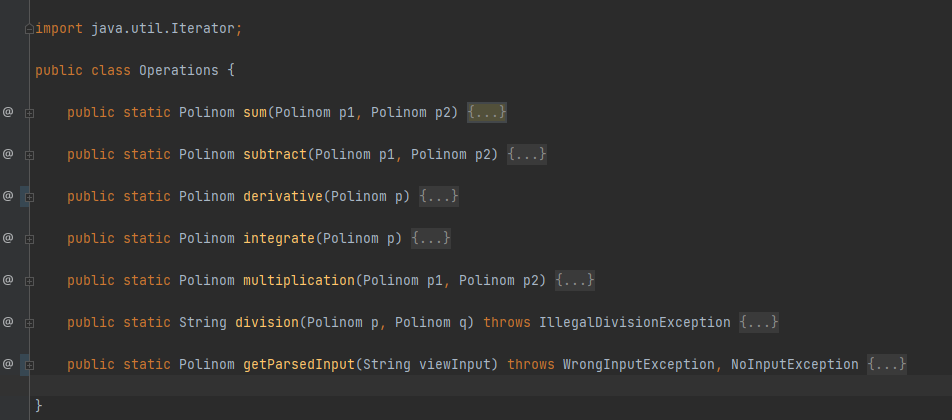 import java.util.Iterator;
public class Operations {
@ public static Polinom sum(Polinom p1, Polinom p2) {...}
@ public static Polinom subtract(Polinom p1, Polinom p2) {...}
@ public static Polinom derivative(Polinom p) {...}
@ public static Polinom integrate(Polinom p) {...}
@ public static Polinom multiplication(Polinom p1, Polinom p2) {...}
@ public static String division(Polinom p, Polinom q) throws IllegalDivisionException {...}
@ public static Polinom getParsedInput(String viewInput) throws WrongInputException, NoInputException {...}
}